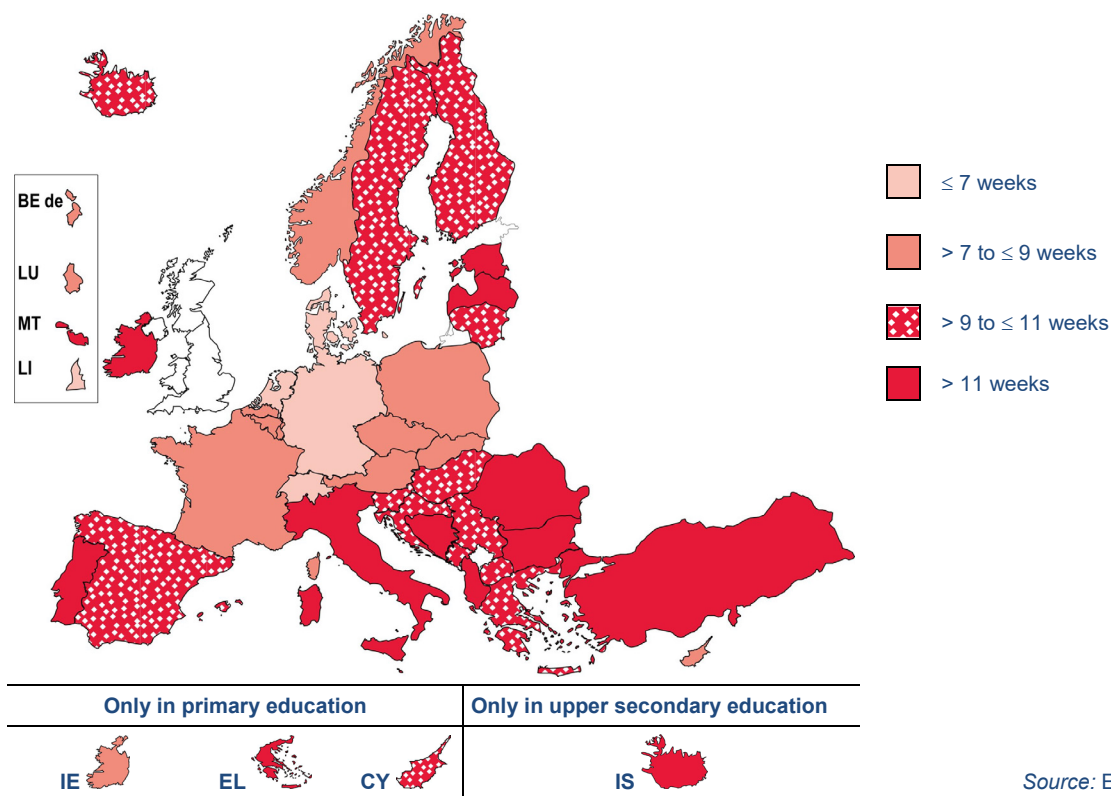 BE de
LU
MT
LI
≤ 7 weeks
> 7 to ≤ 9 weeks
> 9 to ≤ 11 weeks
> 11 weeks
Only in primary education
Only in upper secondary education
IE
EL
CY
IS
Source: E